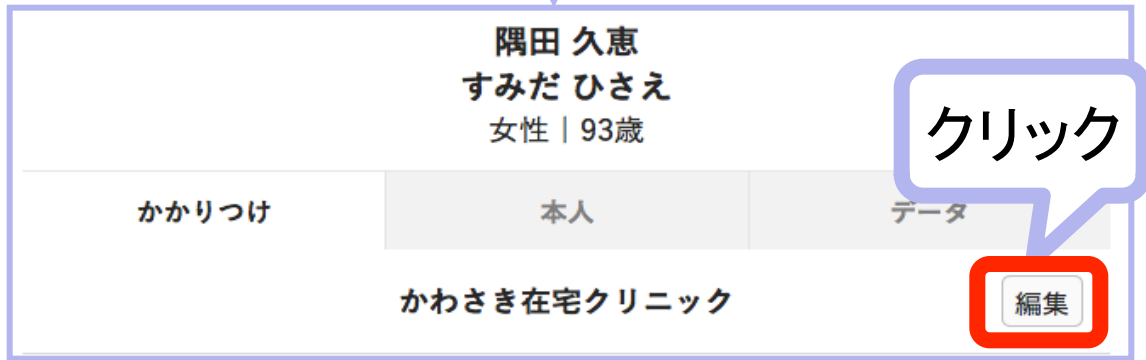 隅田 久恵
すみだ ひさえ
女性｜93歳
クリック
かかりつけ
本人
データ
かわさき在宅クリニック
編集